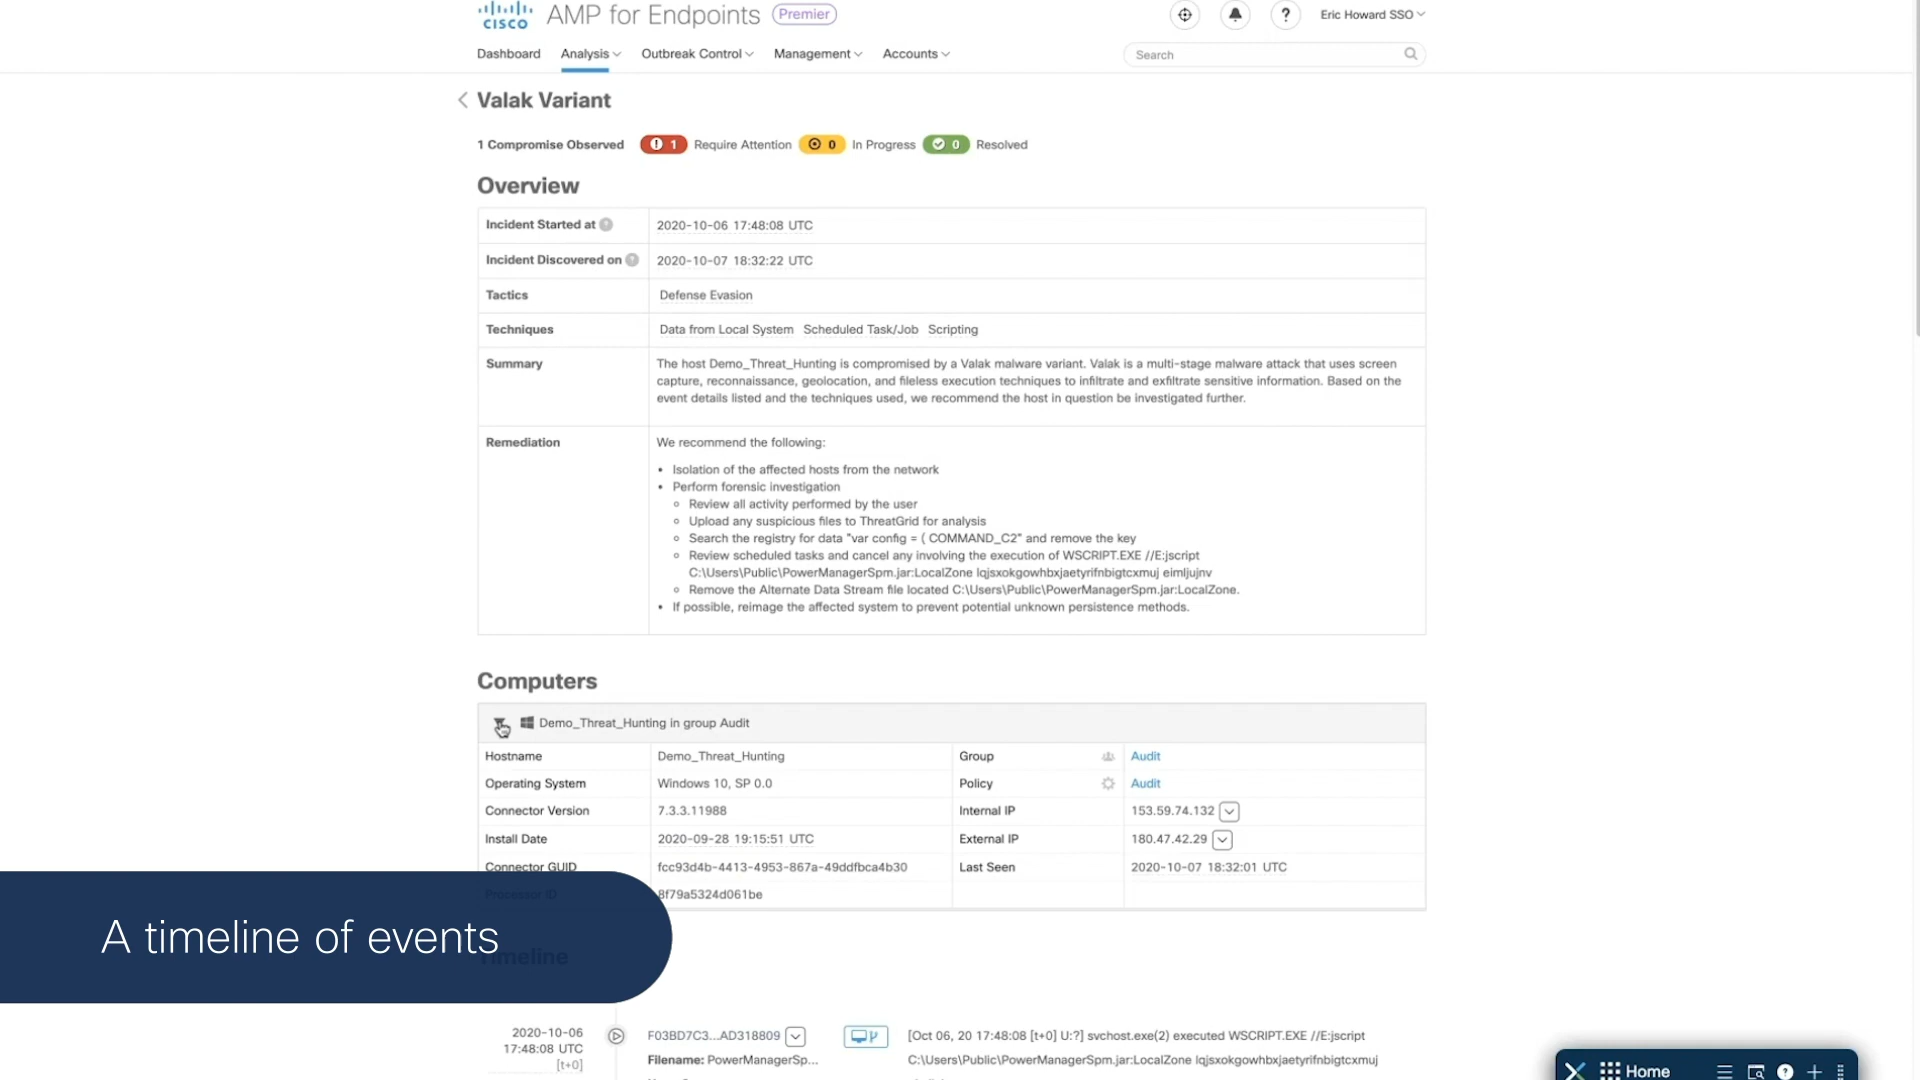 CISCO AMP for Endpoints Premier
Eric Howard SSO
Dashboard Analysis Outbreak Control Management Accounts
Search
Valak Variant
1 Compromise Observed 1 Require Attention 0 In Progress 0 Resolved
Overview
Incident Started at 2020-10-06 17:48:08 UTC
Incident Discovered on 2020-10-07 18:32:22 UTC
Tactics Defense Evasion
Techniques Data from Local System Scheduled Task/Job Scripting
Summary The host Demo_Threat_Hunting is compromised by a Valak malware variant. Valak is a multi-stage malware attack that uses screen
capture, reconnaissance, geolocation, and fileless execution techniques to infiltrate and exfiltrate sensitive information. Based on the
event details listed and the techniques used, we recommend the host in question be investigated further.
Remediation We recommend the following:
• Isolation of the affected hosts from the network
• Perform forensic investigation
○ Review all activity performed by the user
○ Upload any suspicious files to ThreatGrid for analysis
○ Search the registry for data "var config = ( COMMAND_C2" and remove the key
○ Review scheduled tasks and cancel any involving the execution of WSCRIPT.EXE //E:jscript
C:\Users\Public\PowerManagerSpm.jar:LocalZone lqjsxokgowhbxjaetyrifnbigtcxmuj eimljujnv
○ Remove the Alternate Data Stream file located C:\Users\Public\PowerManagerSpm.jar:LocalZone.
• If possible, reimage the affected system to prevent potential unknown persistence methods.
Computers
Demo_Threat_Hunting in group Audit
Hostname Demo_Threat_Hunting Group Audit
Operating System Windows 10, SP 0.0 Policy Audit
Connector Version 7.3.3.11988 Internal IP 153.59.74.132
Install Date 2020-09-28 19:15:51 UTC External IP 180.47.42.29
Connector GUID fcc93d4b-4413-4953-867a-49ddfbca4b30 Last Seen 2020-10-07 18:32:01 UTC
Processor ID 8f79a5324d061be
A timeline of events
Timeline
2020-10-06 F03BD7C3...AD318809 [Oct 06, 20 17:48:08 [t+0] U:?] svchost.exe(2) executed WSCRIPT.EXE //E:jscript
17:48:08 UTC Filename: PowerManagerSp... C:\Users\Public\PowerManagerSpm.jar:LocalZone lqjsxokgowhbxjaetyrifnbigtcxmuj
[t+0]
Home